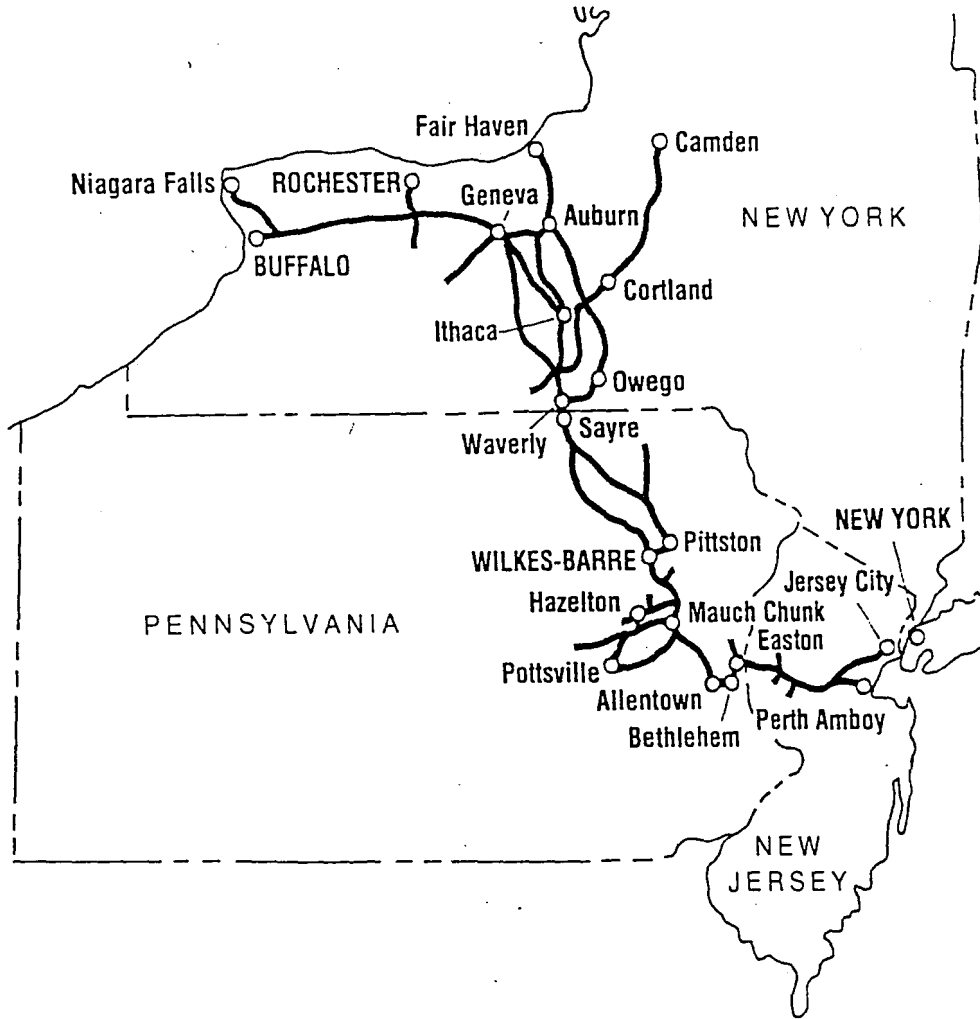 Fair Haven
Camden
Niagara Falls
ROCHESTER
Geneva
Auburn
NEW YORK
BUFFALO
Cortland
Ithaca
Owego
Waverly
Sayre
NEW YORK
Pittston
WILKES-BARRE
Jersey City
Hazelton
Mauch Chunk
PENNSYLVANIA
Easton
Pottsville
Allentown
Perth Amboy
Bethlehem
NEW
JERSEY